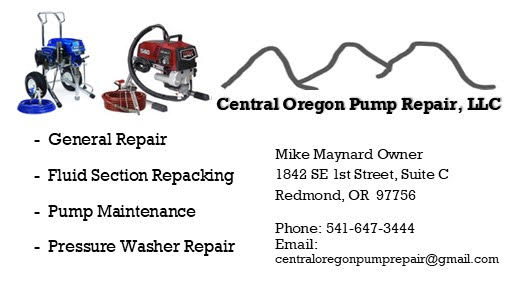 Central Oregon Pump Repair, LLC
- General Repair
- Fluid Section Repacking
- Pump Maintenance
- Pressure Washer Repair
Mike Maynard Owner
1842 SE 1st Street, Suite C
Redmond, OR 97756
Phone: 541-647-3444
Email:
centraloregonpumprepair@gmail.com